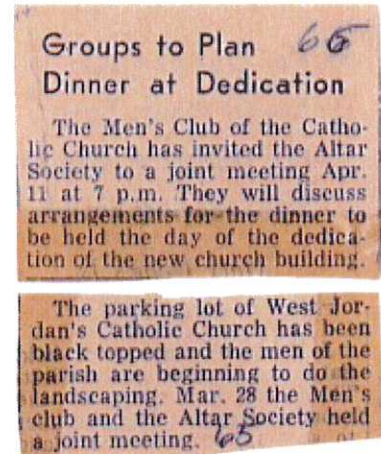 Groups to Plan 65
Dinner at Dedication
The Men's Club of the Catho-
lic Church has invited the Altar
Society to a joint meeting Apr.
11 at 7 p.m. They will discuss
arrangements for the dinner to
be held the day of the dedica-
tion of the new church building.
The parking lot of West Jor-
dan's Catholic Church has been
black topped and the men of the
parish are beginning to do the
landscaping. Mar. 28 the Men's
club and the Altar Society held
a joint meeting. 65